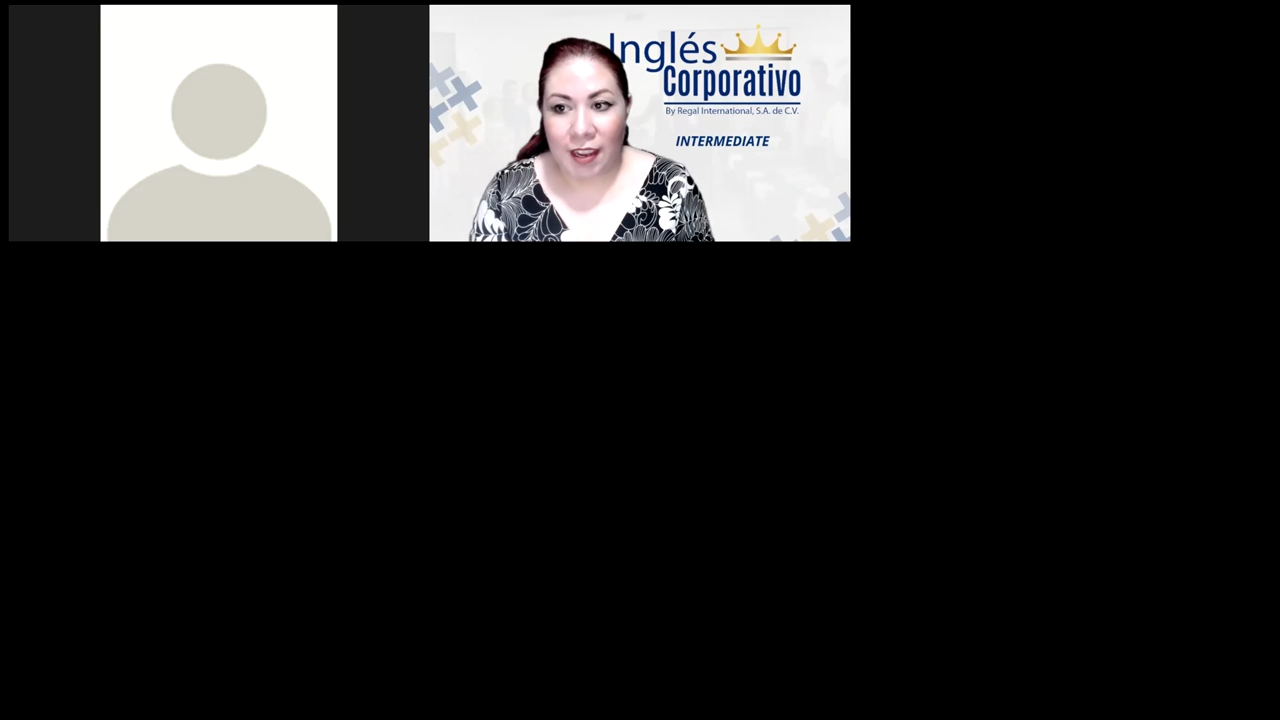 Inglés
Corporativo
By Regal International, S.A. de C.V.
INTERMEDIATE